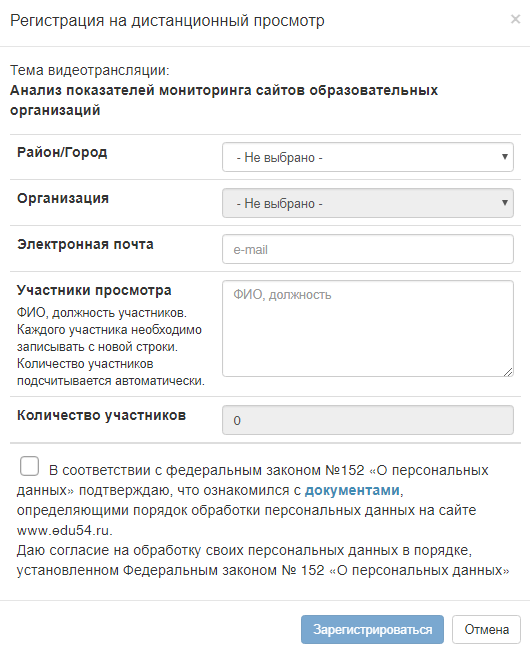 Регистрация на дистанционный просмотр
×
Тема видеотрансляции:
Анализ показателей мониторинга сайтов образовательных
организаций
Район/Город
- Не выбрано -
Организация
- Не выбрано -
Электронная почта
e-mail
Участники просмотра
ФИО, должность участников.
Каждого участника необходимо
записывать с новой строки.
Количество участников
подсчитывается автоматически.
ФИО, должность
Количество участников
0
В соответствии с федеральным законом №152 «О персональных
данных» подтверждаю, что ознакомился с документами,
определяющими порядок обработки персональных данных на сайте
www.edu54.ru.
Даю согласие на обработку своих персональных данных в порядке,
установленном Федеральным законом № 152 «О персональных данных»
Зарегистрироваться
Отмена